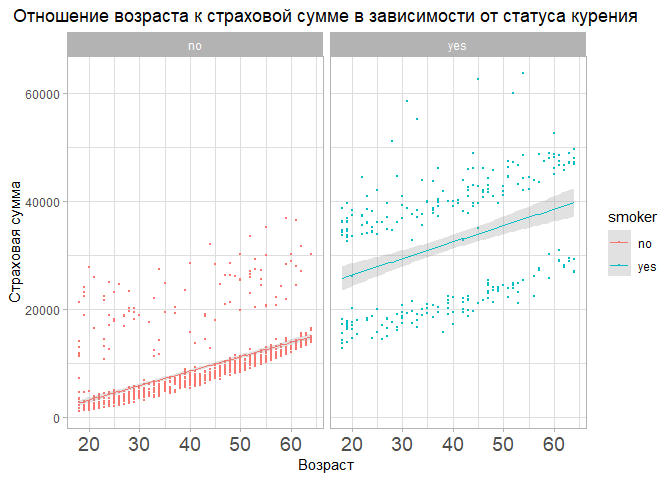 Отношение возраста к страховой сумме в зависимости от статуса курения
no yes
60000
40000
20000
0
Страховая сумма
20 30 40 50 60 20 30 40 50 60
Возраст
smoker
no
yes